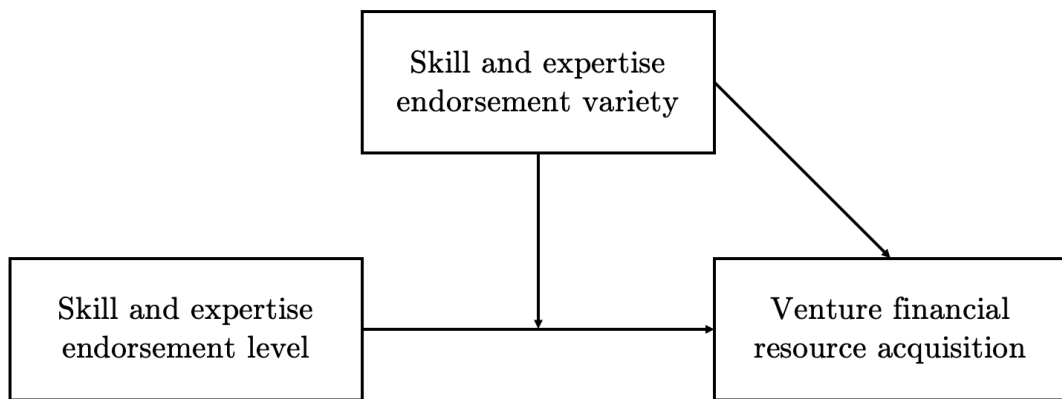 Skill and expertise
endorsement variety
Skill and expertise
endorsement level
Venture financial
resource acquisition